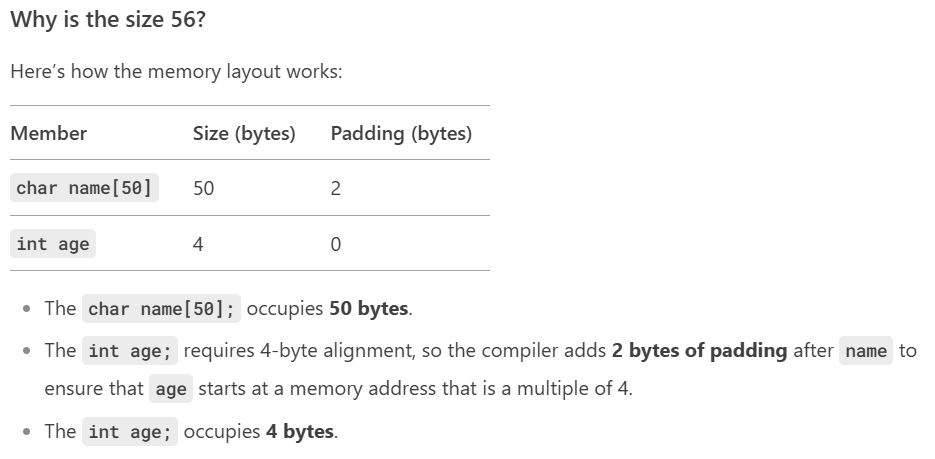 Why is the size 56?
Here’s how the memory layout works:
Member Size (bytes) Padding (bytes)
char name[50] 50 2
int age 4 0
• The char name[50]; occupies 50 bytes.
• The int age; requires 4-byte alignment, so the compiler adds 2 bytes of padding after name to
ensure that age starts at a memory address that is a multiple of 4.
• The int age; occupies 4 bytes.